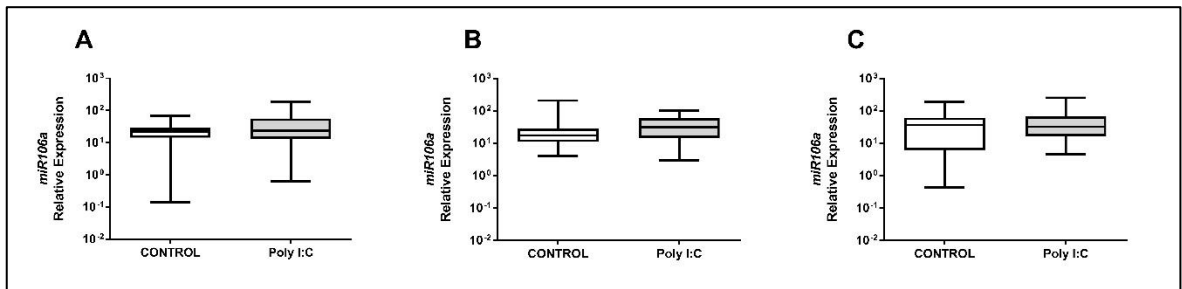 A
miR106a
Relative Expression
10³
10²
10¹
10⁰
10⁻¹
10⁻²
CONTROL Poly I:C
B
miR106a
Relative Expression
10³
10²
10¹
10⁰
10⁻¹
10⁻²
CONTROL Poly I:C
C
miR106a
Relative Expression
10³
10²
10¹
10⁰
10⁻¹
10⁻²
CONTROL Poly I:C